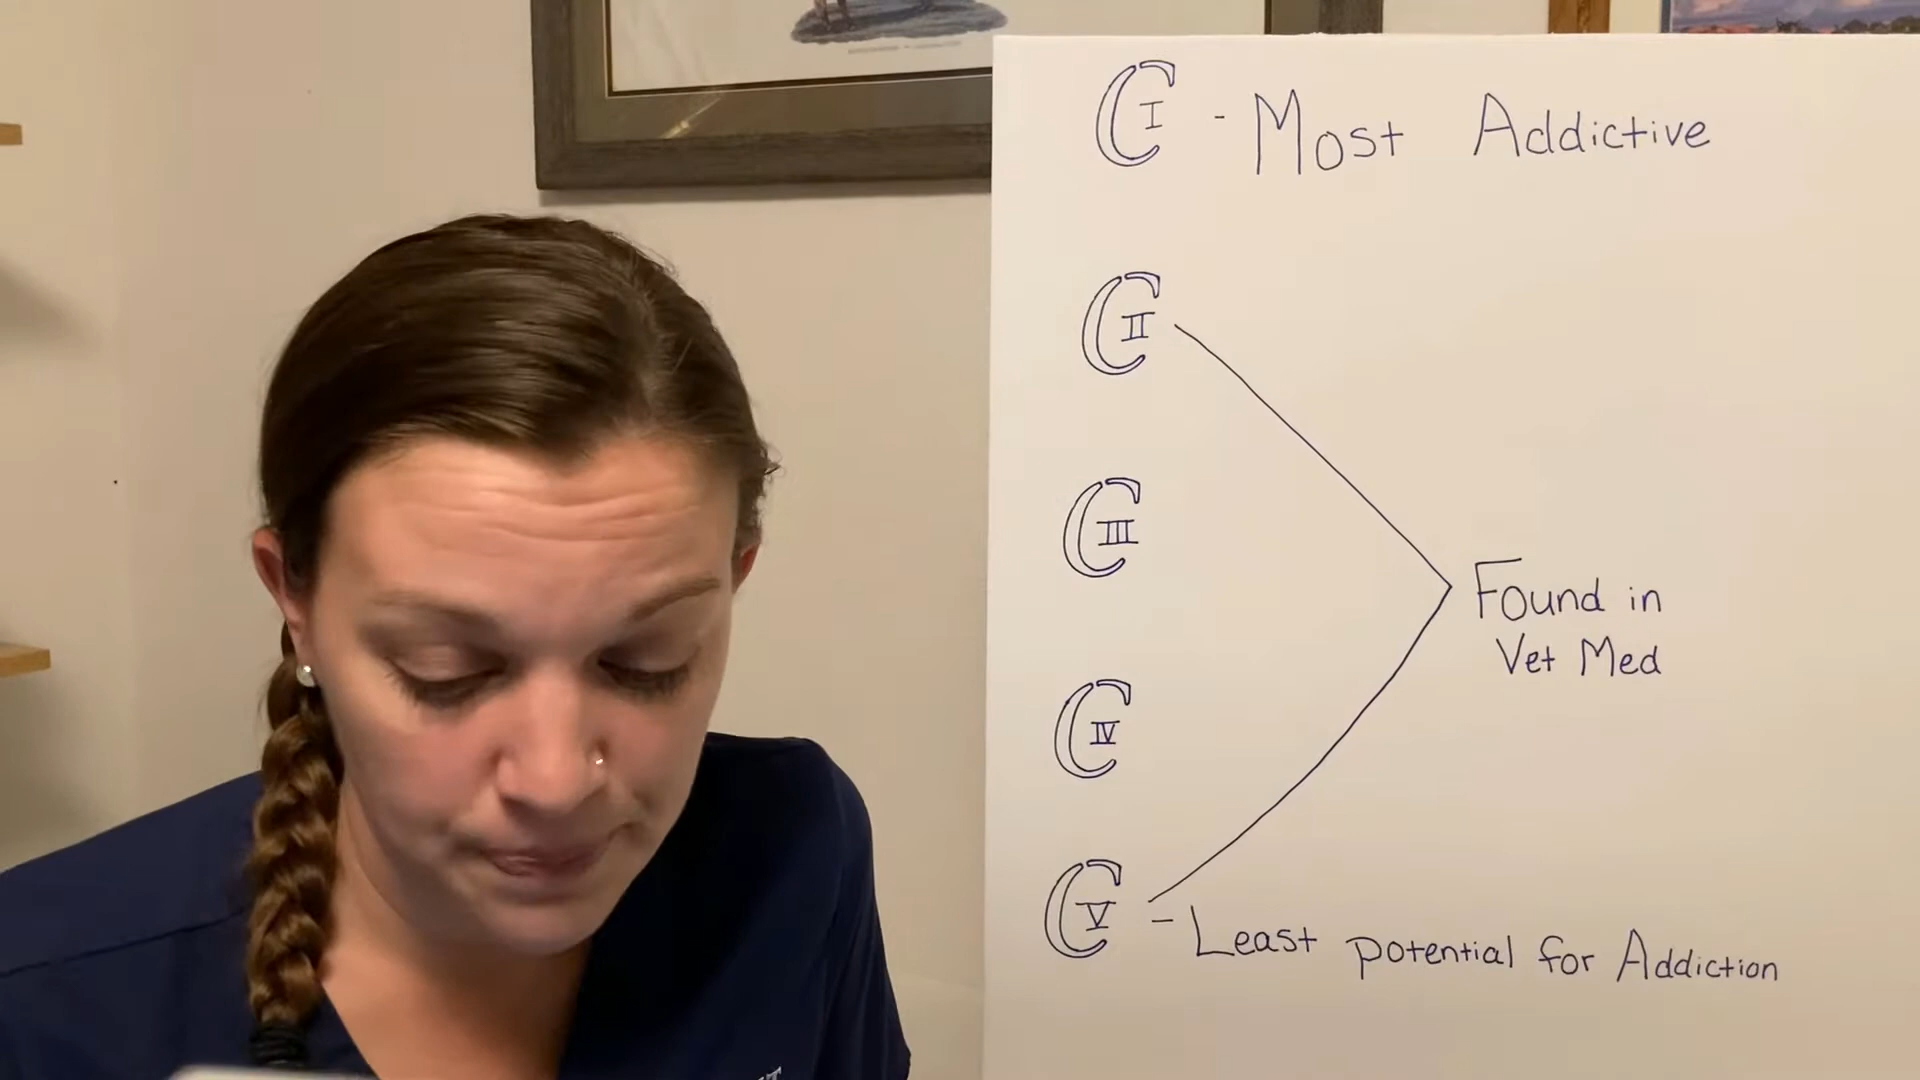 CI - Most Addictive
CII
CIII
Found in
Vet Med
CIV
CV - Least potential for Addiction